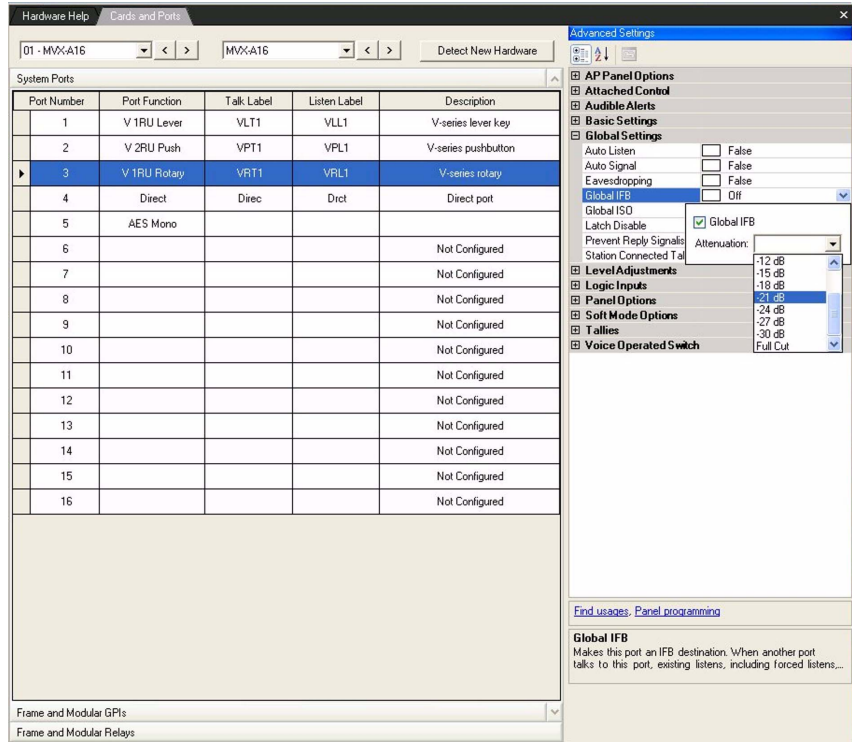 Hardware Help Cards and Ports
01 - MVX-A16 < > MVX-A16 < > Detect New Hardware
System Ports
Port Number Port Function Talk Label Listen Label Description
1 V 1RU Lever VLT1 VLL1 V-series lever key
2 V 2RU Push VPT1 VPL1 V-series pushbutton
3 V 1RU Rotary VRT1 VRL1 V-series rotary
4 Direct Direc Drct Direct port
5 AES Mono
6 Not Configured
7 Not Configured
8 Not Configured
9 Not Configured
10 Not Configured
11 Not Configured
12 Not Configured
13 Not Configured
14 Not Configured
15 Not Configured
16 Not Configured
Frame and Modular GPIs
Frame and Modular Relays
Advanced Settings
AP Panel Options
Attached Control
Audible Alerts
Basic Settings
Global Settings
Auto Listen False
Auto Signal False
Eavesdropping False
Global IFB Off
Global ISO
Latch Disable
Prevent Reply Signalis
Station Connected Tal
Global IFB
Attenuation:
-12 dB
-15 dB
-18 dB
-21 dB
-24 dB
-27 dB
-30 dB
Full Cut
Level Adjustments
Logic Inputs
Panel Options
Soft Mode Options
Tallies
Voice Operated Switch
Find usages, Panel programming
Global IFB
Makes this port an IFB destination. When another port
talks to this port, existing listens, including forced listens,...